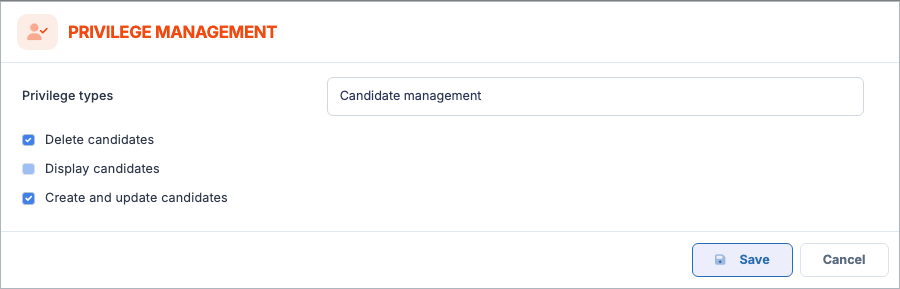 PRIVILEGE MANAGEMENT
Privilege types
Candidate management
Delete candidates
Display candidates
Create and update candidates
Save
Cancel